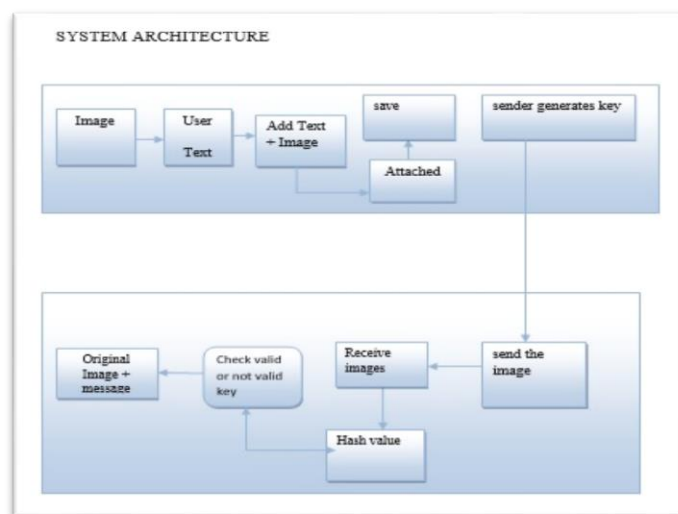 SYSTEM ARCHITECTURE
Image
User
Text
Add Text
+ Image
save
Attached
sender generates key
Original
Image +
message
Check valid
or not valid
key
Receive
images
send the
image
Hash value